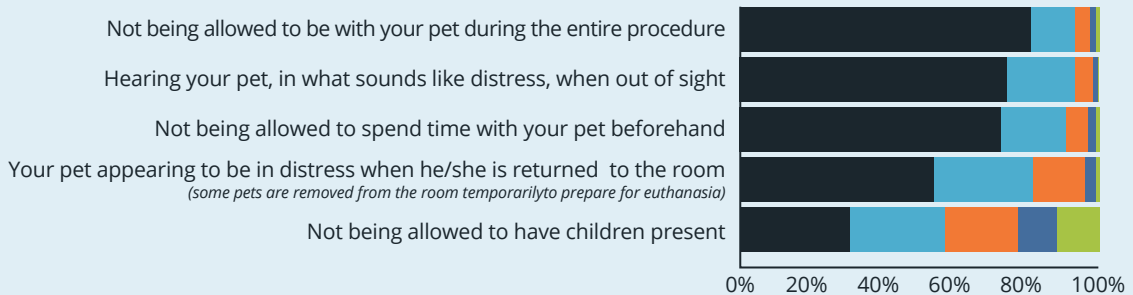 Not being allowed to be with your pet during the entire procedure
Hearing your pet, in what sounds like distress, when out of sight
Not being allowed to spend time with your pet beforehand
Your pet appearing to be in distress when he/she is returned to the room
(some pets are removed from the room temporarilyto prepare for euthanasia)
Not being allowed to have children present
0% 20% 40% 60% 80% 100%